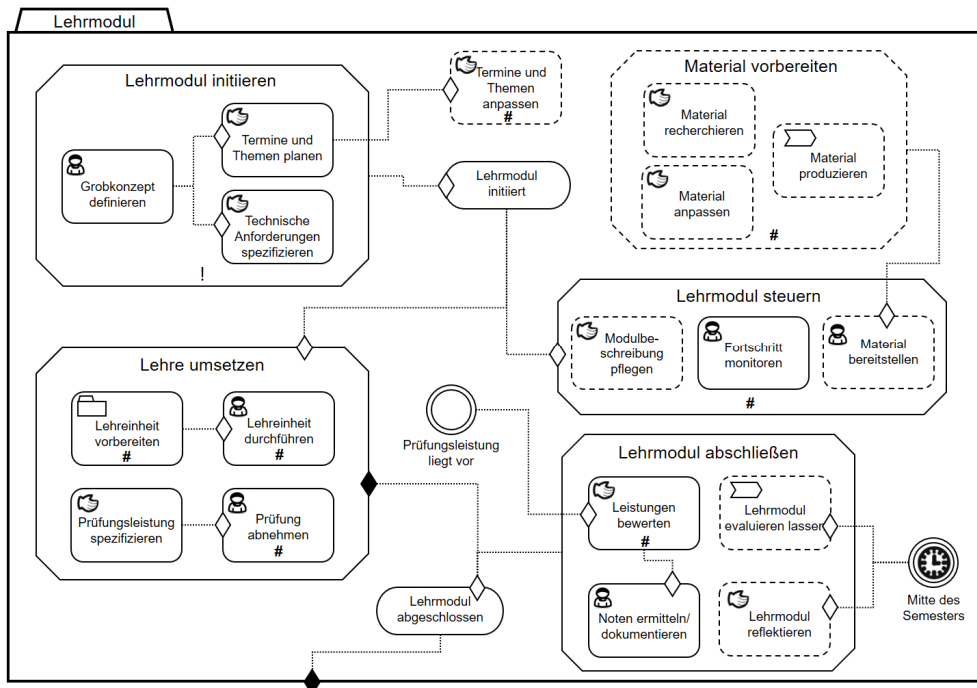 Lehrmodul
Lehrmodul initiieren
Grobkonzept
definieren
Termine und
Themen planen
Technische
Anforderungen
spezifizieren
!
Termine und
Themen
anpassen
#
Lehrmodul
initiiert
Material vorbereiten
Material
recherchieren
Material
anpassen
Material
produzieren
#
Lehrmodul steuern
Modulbe-
schreibung
pflegen
Fortschritt
monitoren
Material
bereitstellen
#
Lehre umsetzen
Lehreinheit
vorbereiten
#
Lehreinheit
durchführen
#
Prüfungsleistung
spezifizieren
Prüfung
abnehmen
#
Prüfungsleistung
liegt vor
Lehrmodul
abgeschlossen
Lehrmodul abschließen
Leistungen
bewerten
#
Lehrmodul
evaluieren lassen
Noten ermitteln/
dokumentieren
Lehrmodul
reflektieren
Mitte des
Semesters